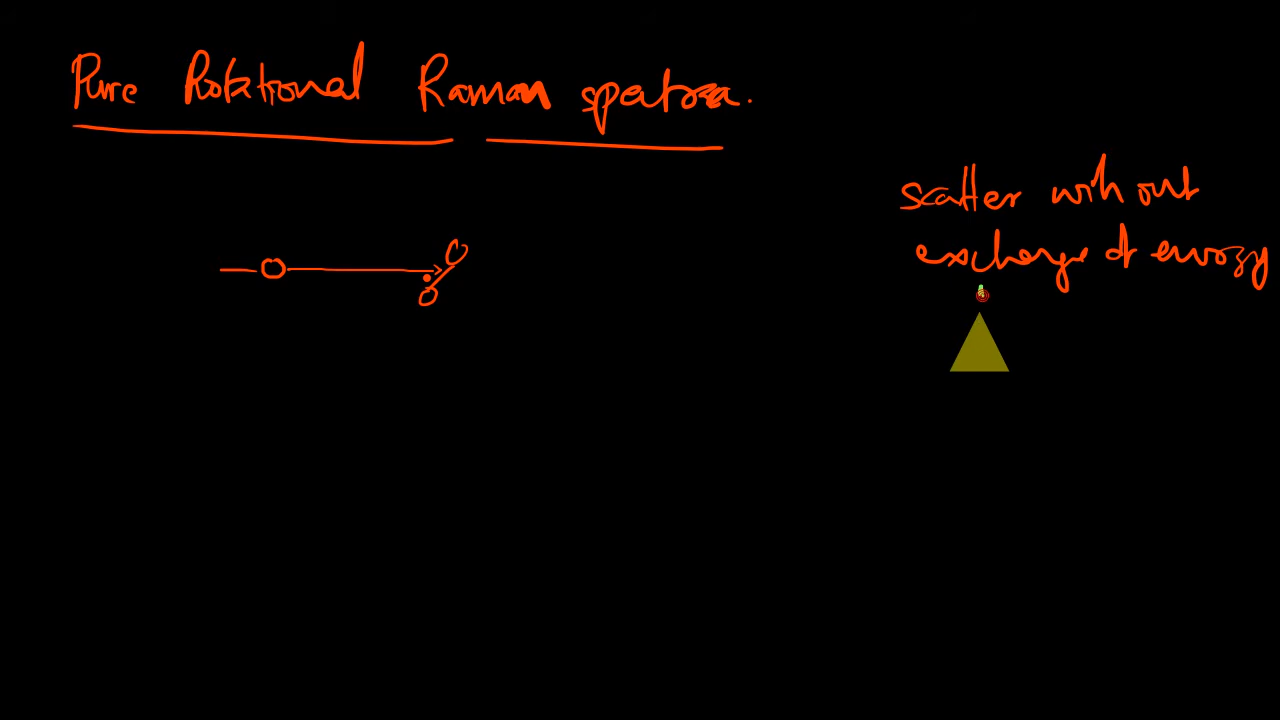 Pure Rotational Raman spectra.
scatter without
exchange of energy